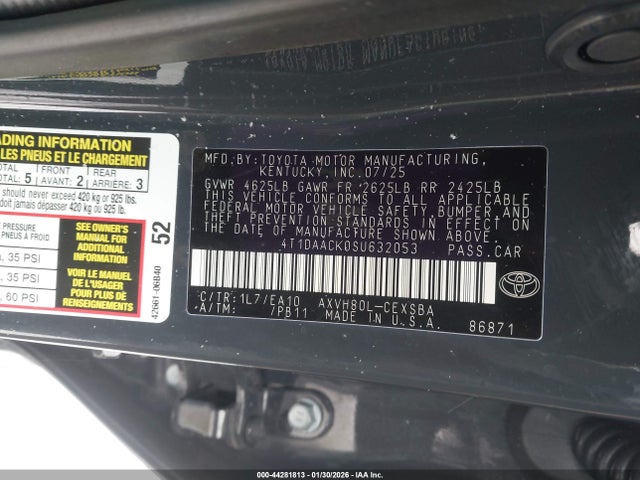 ADING INFORMATION
LES PNEUS ET LE CHARGEMENT
TOTAL: 5 FRONT AVANT: 2 REAR ARRIÈRE: 3
should never exceed 420 kg or 925 lbs.
doit jamais dépasser 420 kg ou 925 lb.
PRESSURE
35 PSI
35 PSI
60 PSI
SEE OWNER'S
MANUAL FOR
ADDITIONAL
INFORMATION
VOIR LE MANUEL
DE L'USAGER
POUR PLUS DE
RENSEIGNEMENTS
52
42661-06B40
MFD.BY: TOYOTA MOTOR MANUFACTURING,
KENTUCKY, INC. 07/25
GVWR 4625LB GAWR FR 2625LB RR 2425LB
THIS VEHICLE CONFORMS TO ALL APPLICABLE
FEDERAL MOTOR VEHICLE SAFETY, BUMPER AND
THEFT PREVENTION STANDARDS IN EFFECT ON
THE DATE OF MANUFACTURE SHOWN ABOVE.
4T1DAACK0SU632053 PASS.CAR
C/TR: 1L7/EA10 AXVH80L-CEXSBA
A/TM: /PB11 MADE IN U.S.A.
86871
TOYOTA
000-44281813 - 01/30/2026 - IAAI.CA